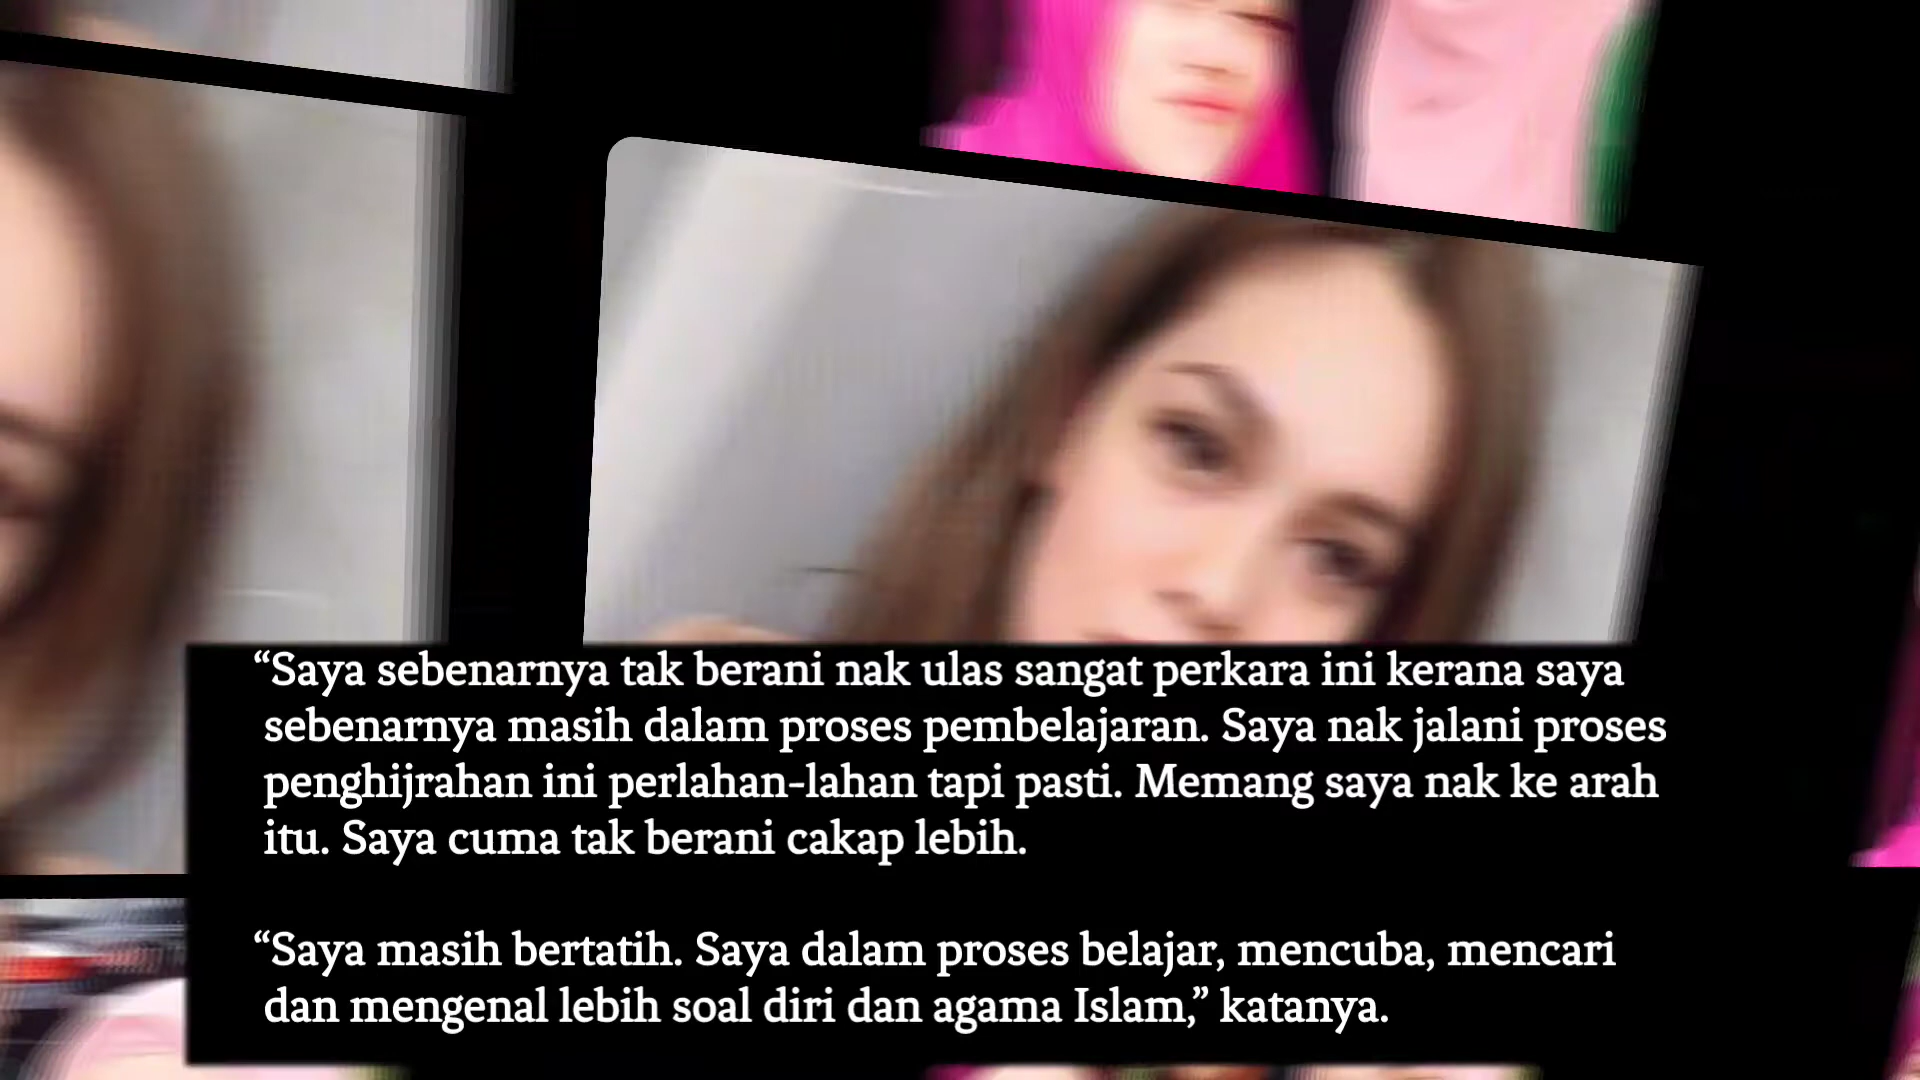 “Saya sebenarnya tak berani nak ulas sangat perkara ini kerana saya
sebenarnya masih dalam proses pembelajaran. Saya nak jalani proses
penghijrahan ini perlahan-lahan tapi pasti. Memang saya nak ke arah
itu. Saya cuma tak berani cakap lebih.
“Saya masih bertatih. Saya dalam proses belajar, mencuba, mencari
dan mengenal lebih soal diri dan agama Islam,” katanya.